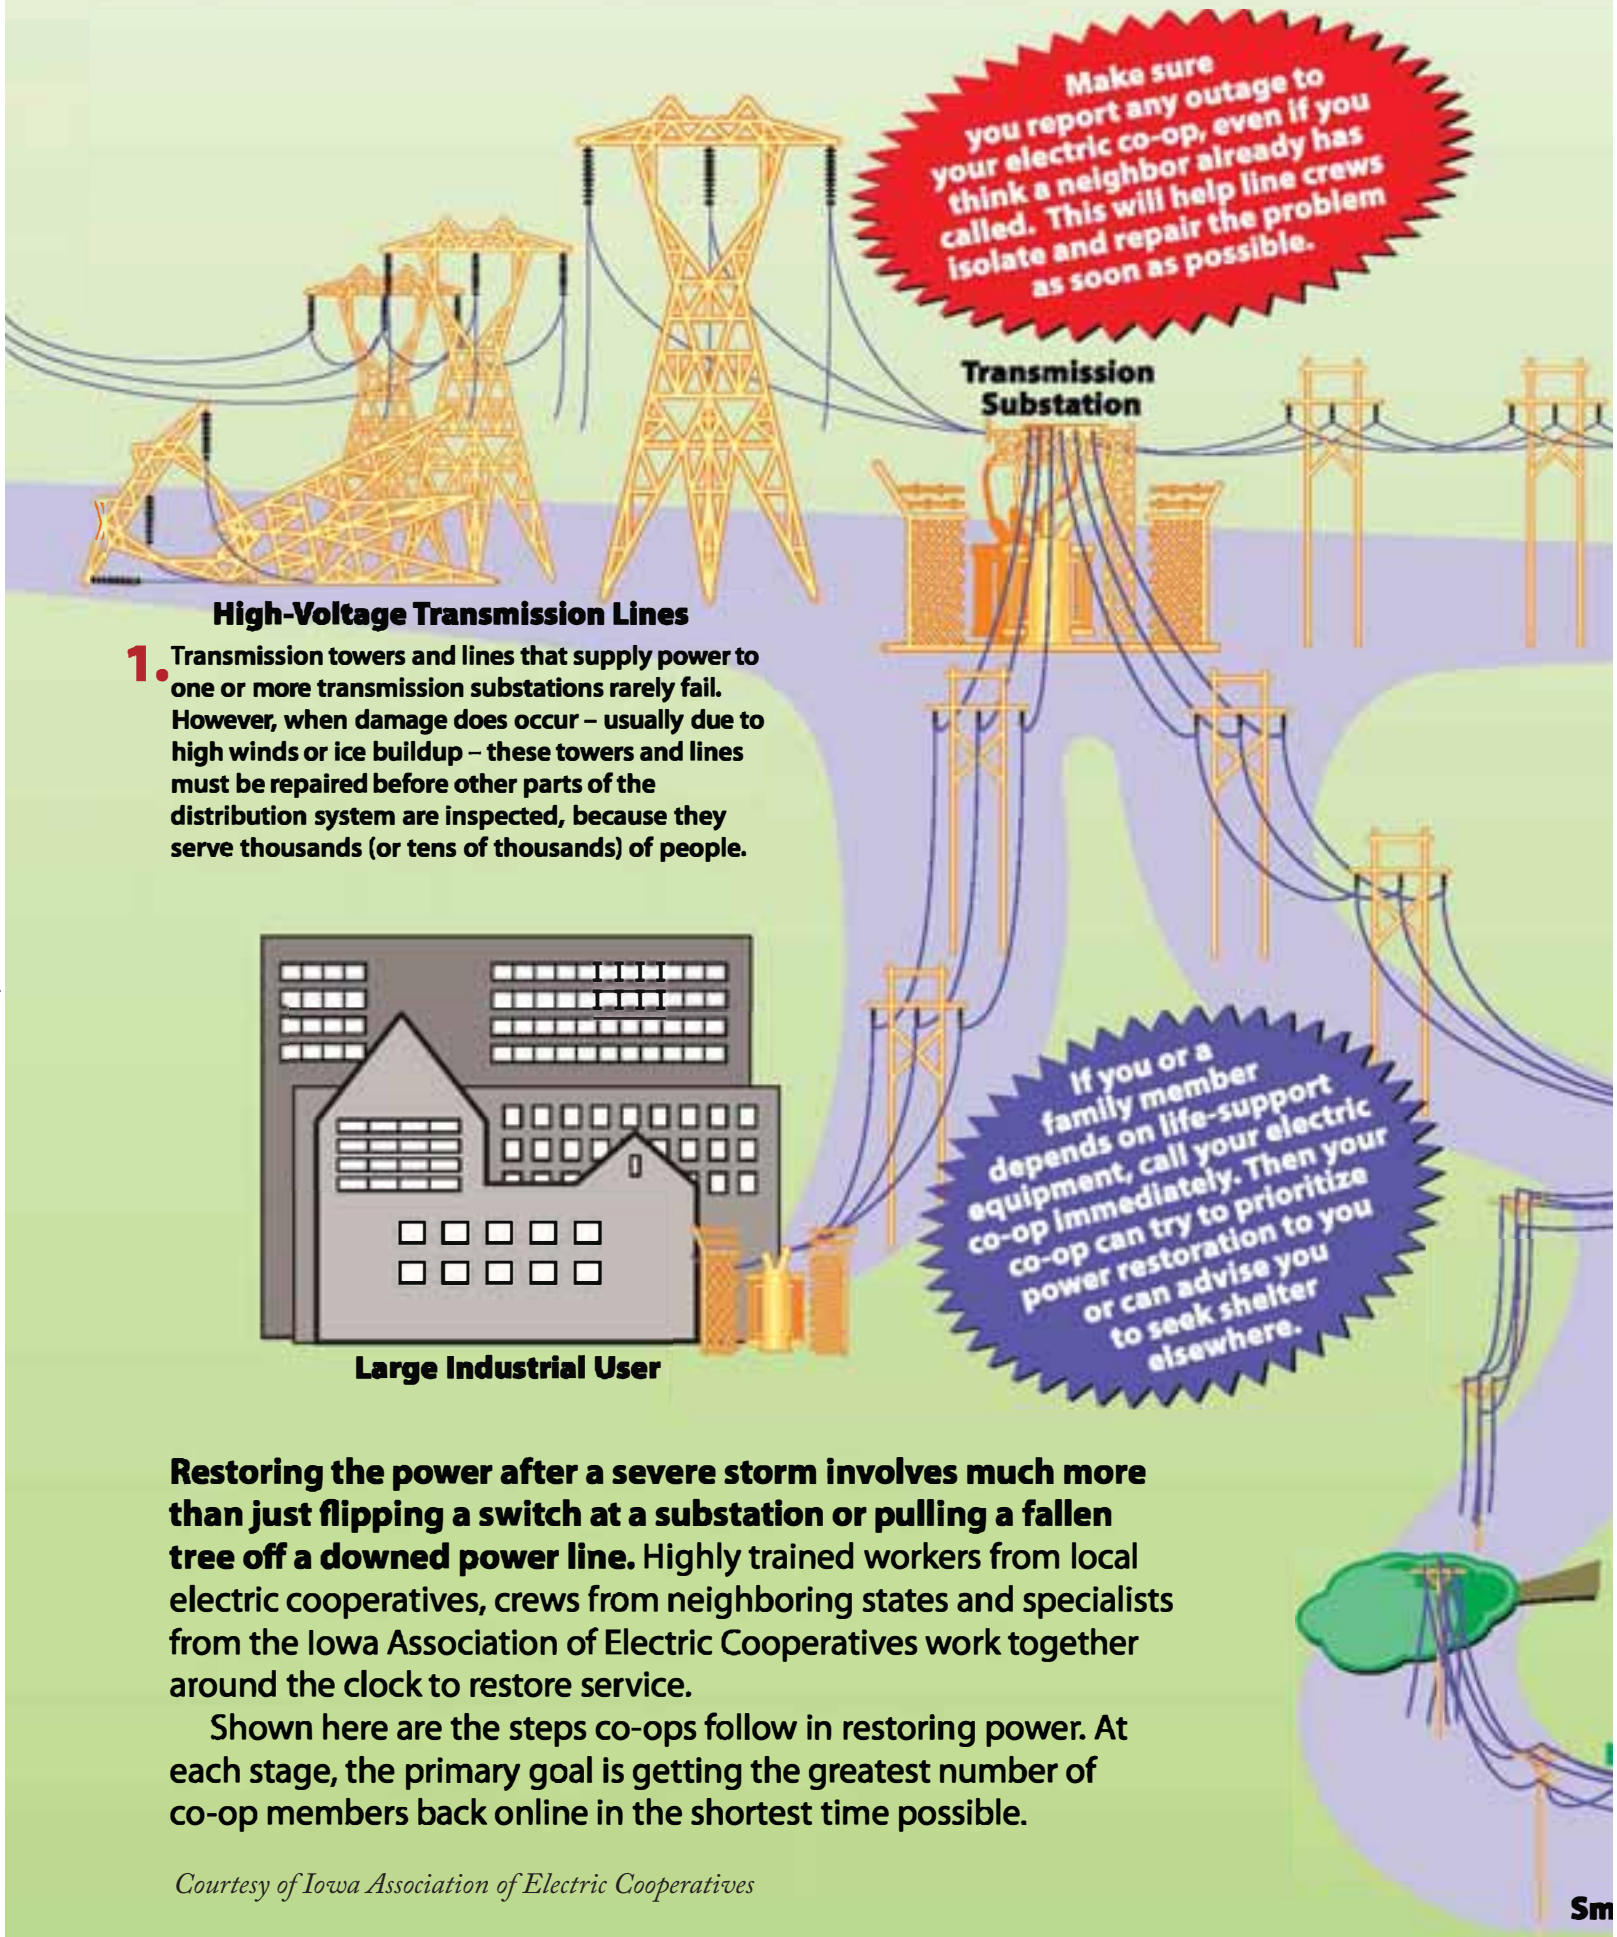 Make sure
you report any outage to
your electric co-op, even if you
think a neighbor already has
called. This will help line crews
isolate and repair the problem
as soon as possible.
Transmission
Substation
High-Voltage Transmission Lines
1. Transmission towers and lines that supply power to
one or more transmission substations rarely fail.
However, when damage does occur – usually due to
high winds or ice buildup – these towers and lines
must be repaired before other parts of the
distribution system are inspected, because they
serve thousands (or tens of thousands) of people.
If you or a
family member
depends on life-support
equipment, call your electric
co-op immediately. Then your
co-op can try to prioritize
power restoration to you
or can advise you
to seek shelter
elsewhere.
Large Industrial User
Restoring the power after a severe storm involves much more
than just flipping a switch at a substation or pulling a fallen
tree off a downed power line. Highly trained workers from local
electric cooperatives, crews from neighboring states and specialists
from the Iowa Association of Electric Cooperatives work together
around the clock to restore service.
Shown here are the steps co-ops follow in restoring power. At
each stage, the primary goal is getting the greatest number of
co-op members back online in the shortest time possible.
Courtesy of Iowa Association of Electric Cooperatives